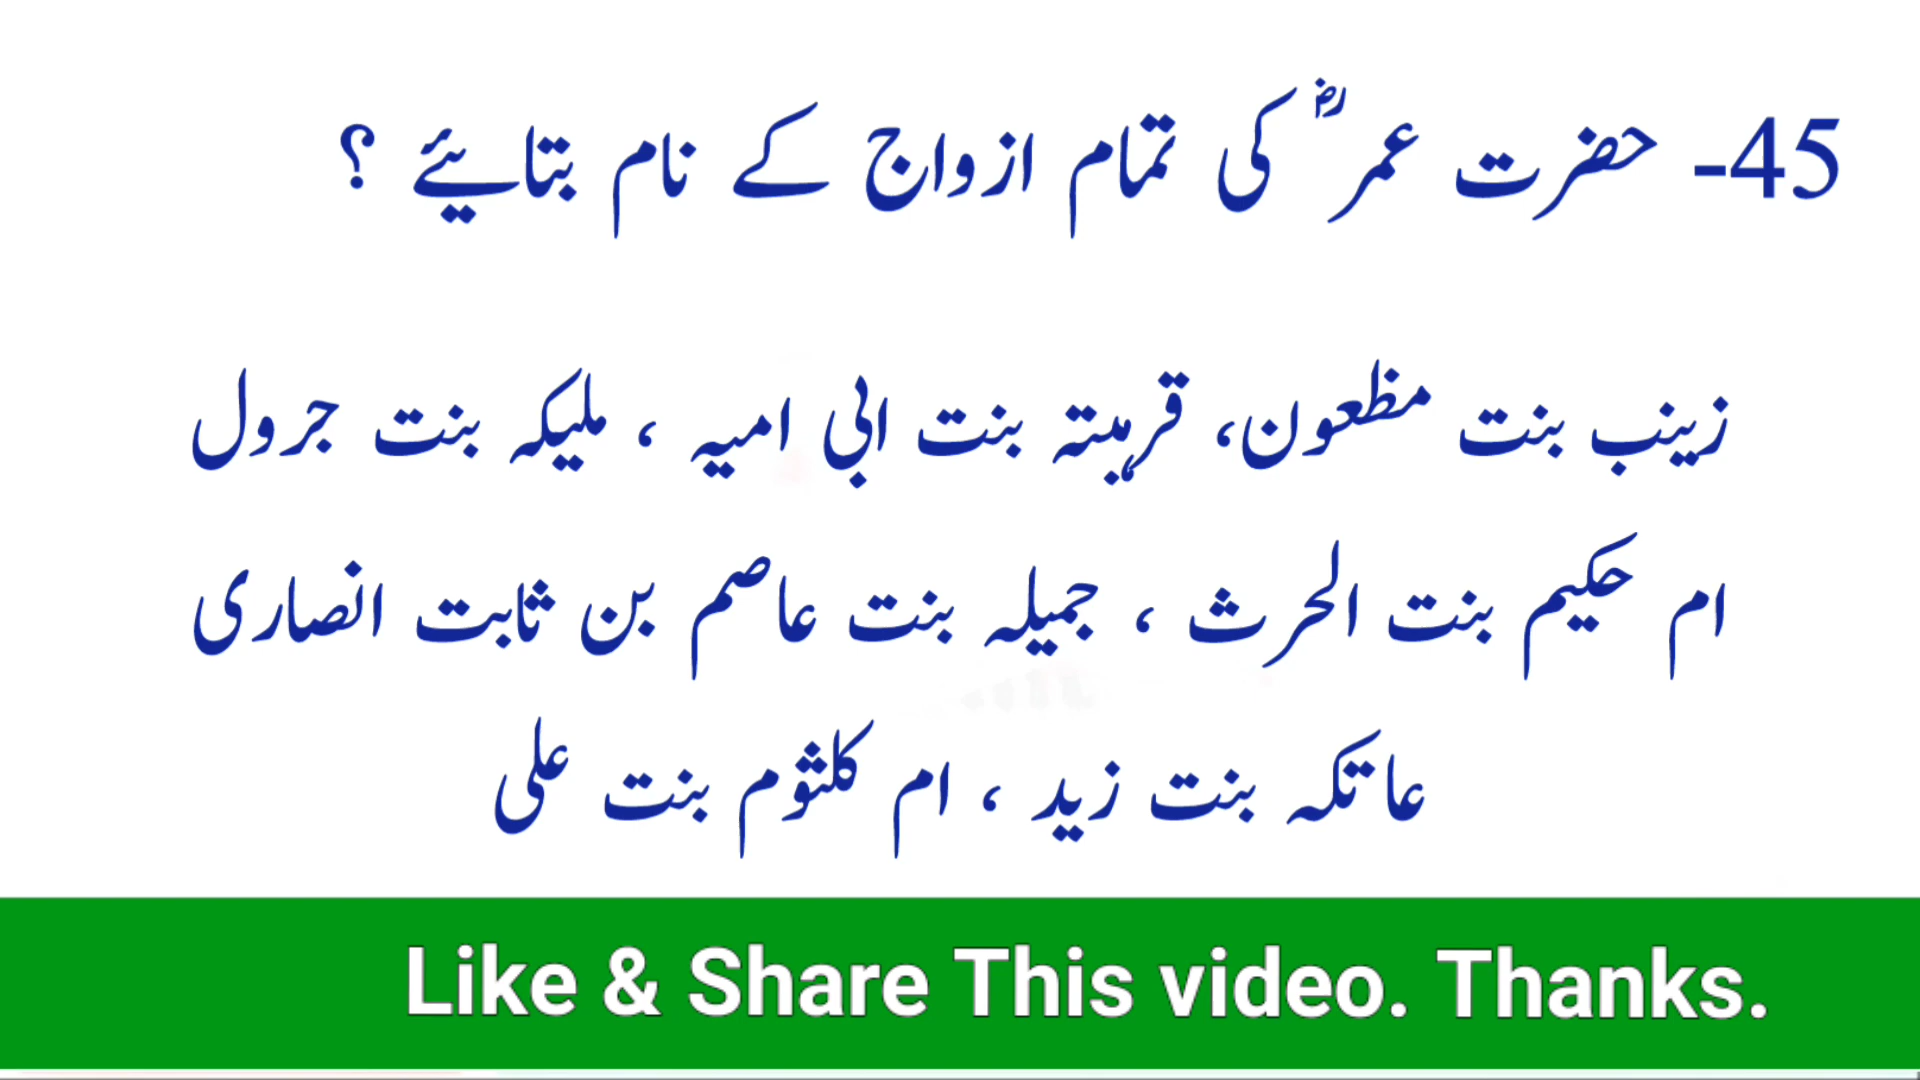 45- حضرت عمرؓ کی تمام ازواج کے نام بتایئے ؟
زینب بنت مظعون، قرہبتہ بنت ابی امیہ ، ملیکہ بنت جرول
ام حکیم بنت الحرث ، جمیلہ بنت عاصم بن ثابت انصاری
عاتکہ بنت زید ، ام کلثوم بنت علی
Like & Share This video. Thanks.